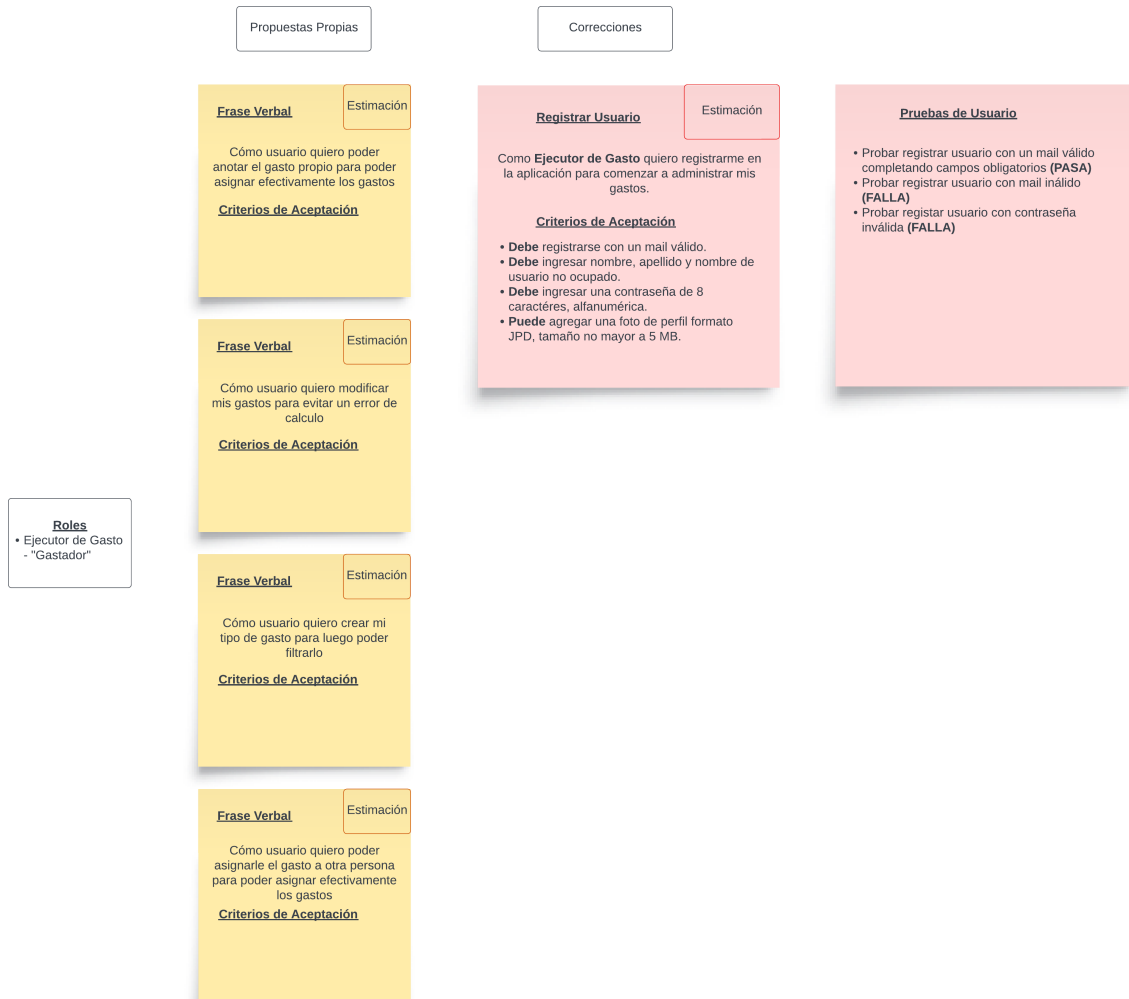 Propuestas Propias
Correcciones
Frase Verbal
Estimación
Cómo usuario quiero poder
anotar el gasto propio para poder
asignar efectivamente los gastos
Criterios de Aceptación
Frase Verbal
Estimación
Cómo usuario quiero modificar
mis gastos para evitar un error de
calculo
Criterios de Aceptación
Frase Verbal
Estimación
Cómo usuario quiero crear mi
tipo de gasto para luego poder
filtrarlo
Criterios de Aceptación
Frase Verbal
Estimación
Cómo usuario quiero poder
asignarle el gasto a otra persona
para poder asignar efectivamente
los gastos
Criterios de Aceptación
Registrar Usuario
Estimación
Como Ejecutor de Gasto quiero registrarme en
la aplicación para comenzar a administrar mis
gastos.
Criterios de Aceptación
• Debe registrarse con un mail válido.
• Debe ingresar nombre, apellido y nombre de
usuario no ocupado.
• Debe ingresar una contraseña de 8
caractéres, alfanumérica.
• Puede agregar una foto de perfil formato
JPD, tamaño no mayor a 5 MB.
Pruebas de Usuario
• Probar registrar usuario con un mail válido
completando campos obligatorios (PASA)
• Probar registrar usuario con mail inálido
(FALLA)
• Probar registar usuario con contraseña
inválida (FALLA)
Roles
• Ejecutor de Gasto
- "Gastador"